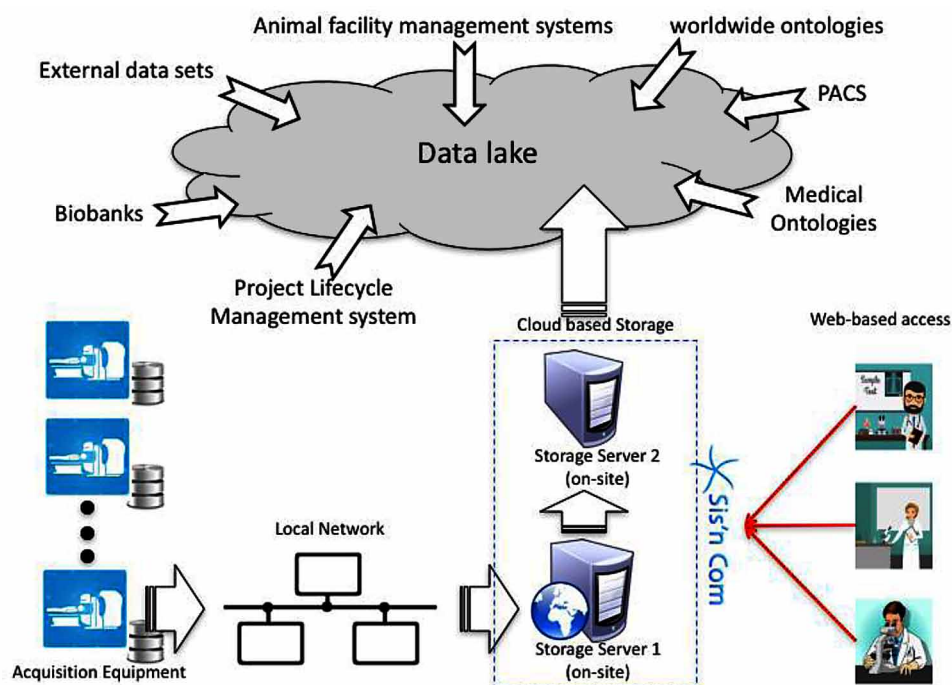 Animal facility management systems
worldwide ontologies
External data sets
PACS
Data lake
Biobanks
Medical
Ontologies
Project Lifecycle
Management system
Cloud based Storage
Web-based access
Sample
Test
Storage Server 2
(on-site)
Sis'n Com
Local Network
Storage Server 1
(on-site)
Acquisition Equipment